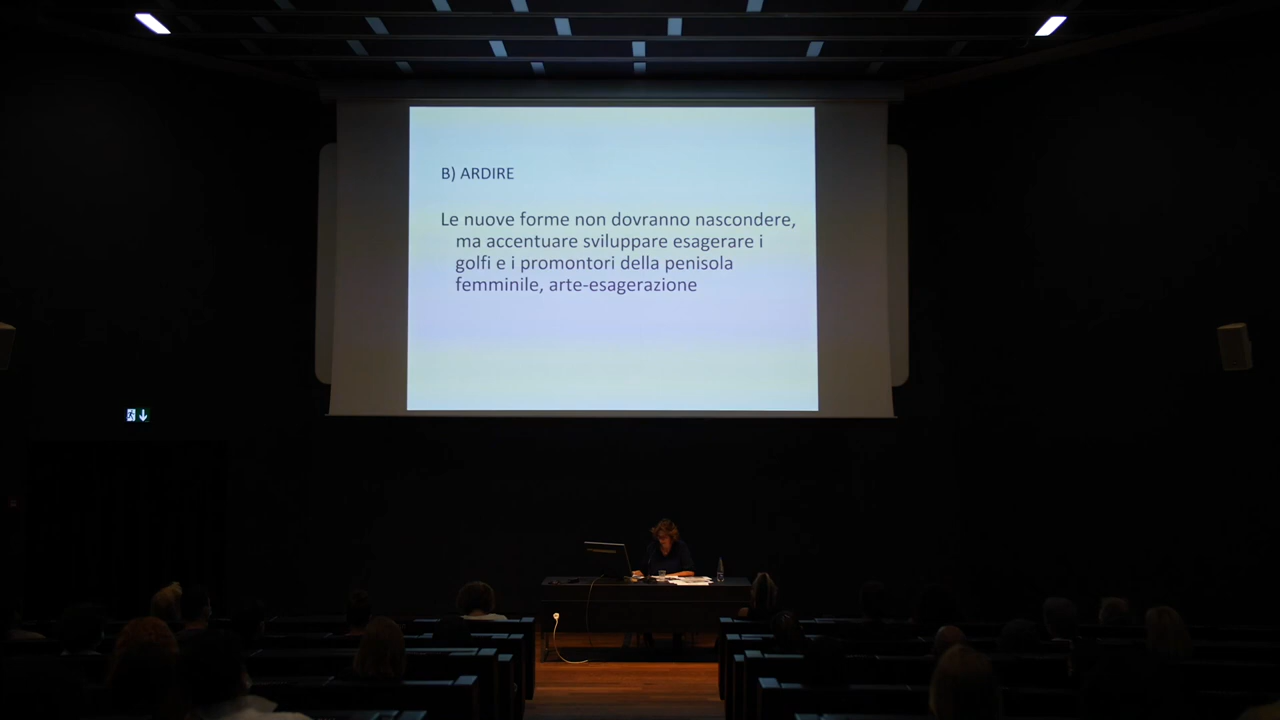 B) ARDIRE
Le nuove forme non dovranno nascondere,
ma accentuare sviluppare esagerare i
golfi e i promontori della penisola
femminile, arte-esagerazione